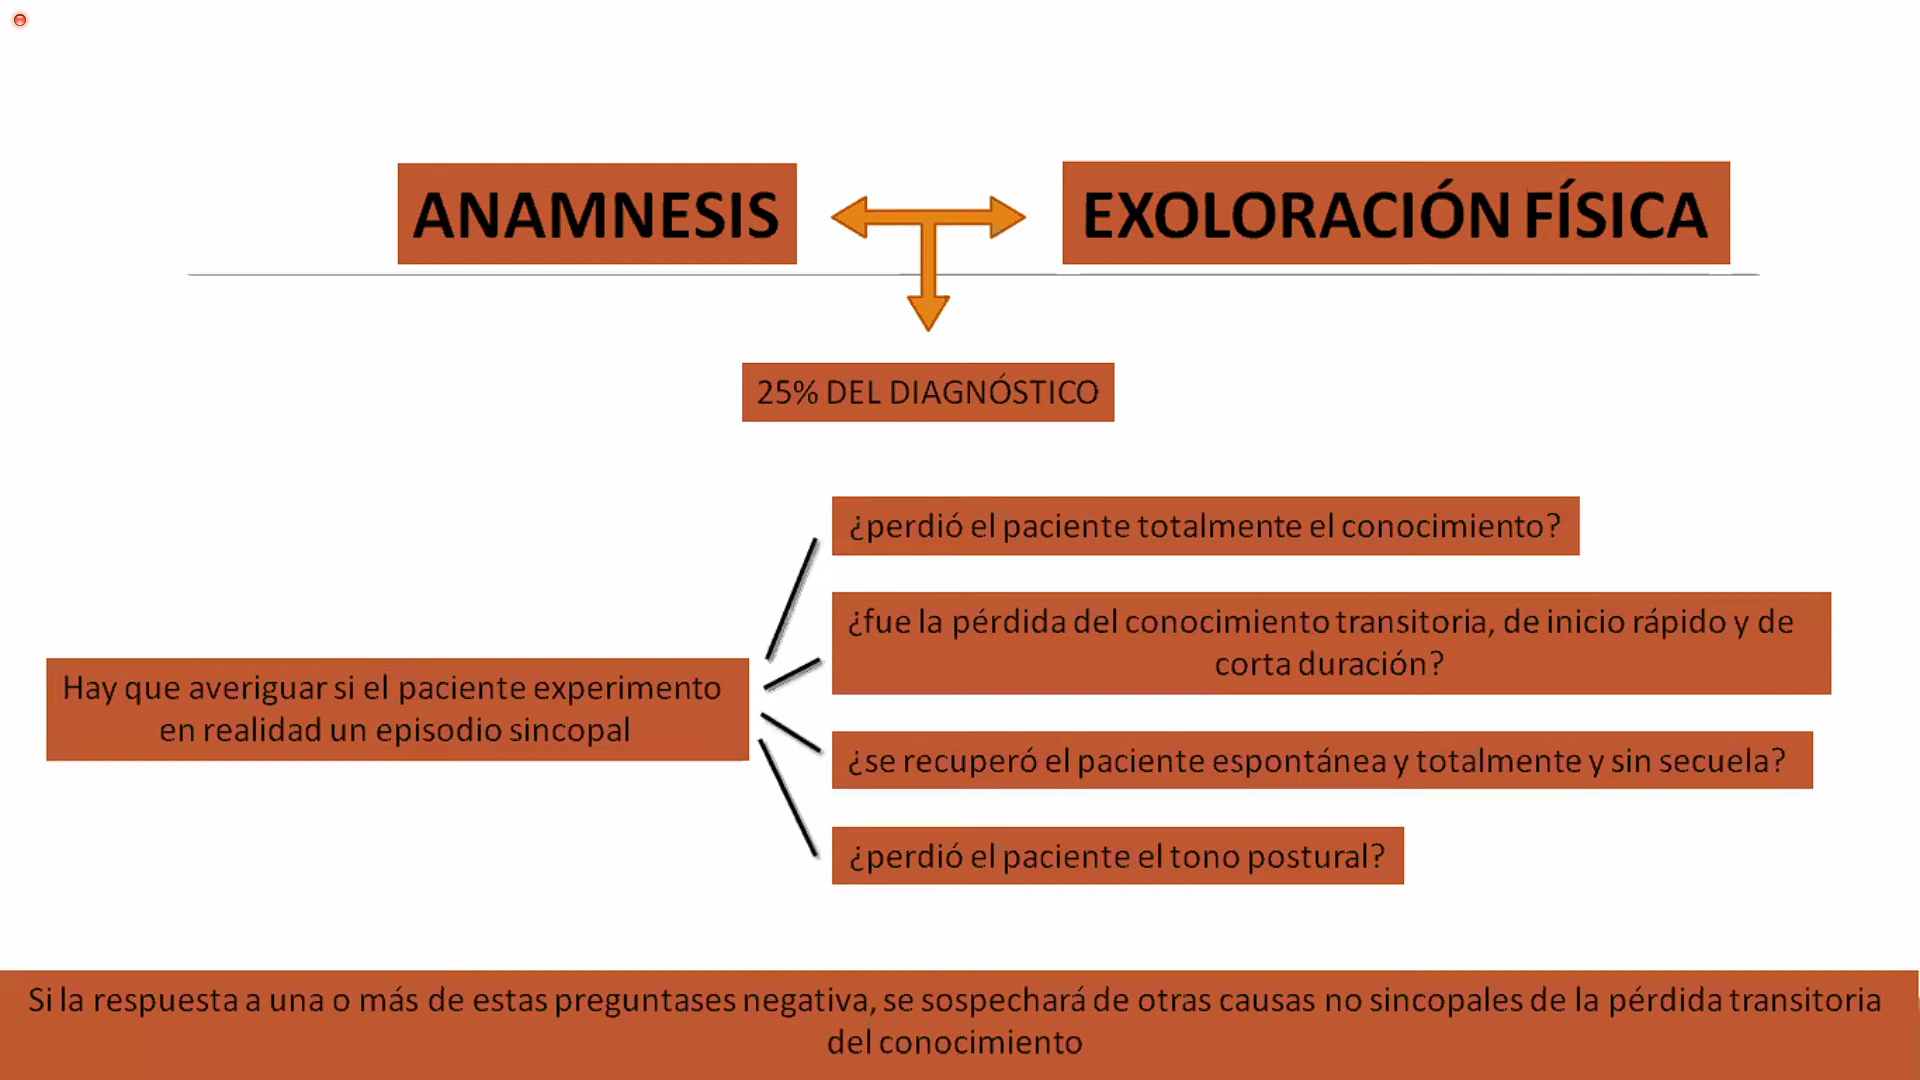 ANAMNESIS
EXOLORACIÓN FÍSICA
25% DEL DIAGNÓSTICO
¿perdió el paciente totalmente el conocimiento?
¿fue la pérdida del conocimiento transitoria, de inicio rápido y de
corta duración?
Hay que averiguar si el paciente experimento
en realidad un episodio sincopal
¿se recuperó el paciente espontánea y totalmente y sin secuela?
¿perdió el paciente el tono postural?
Si la respuesta a una o más de estas preguntases negativa, se sospechará de otras causas no sincopales de la pérdida transitoria
del conocimiento